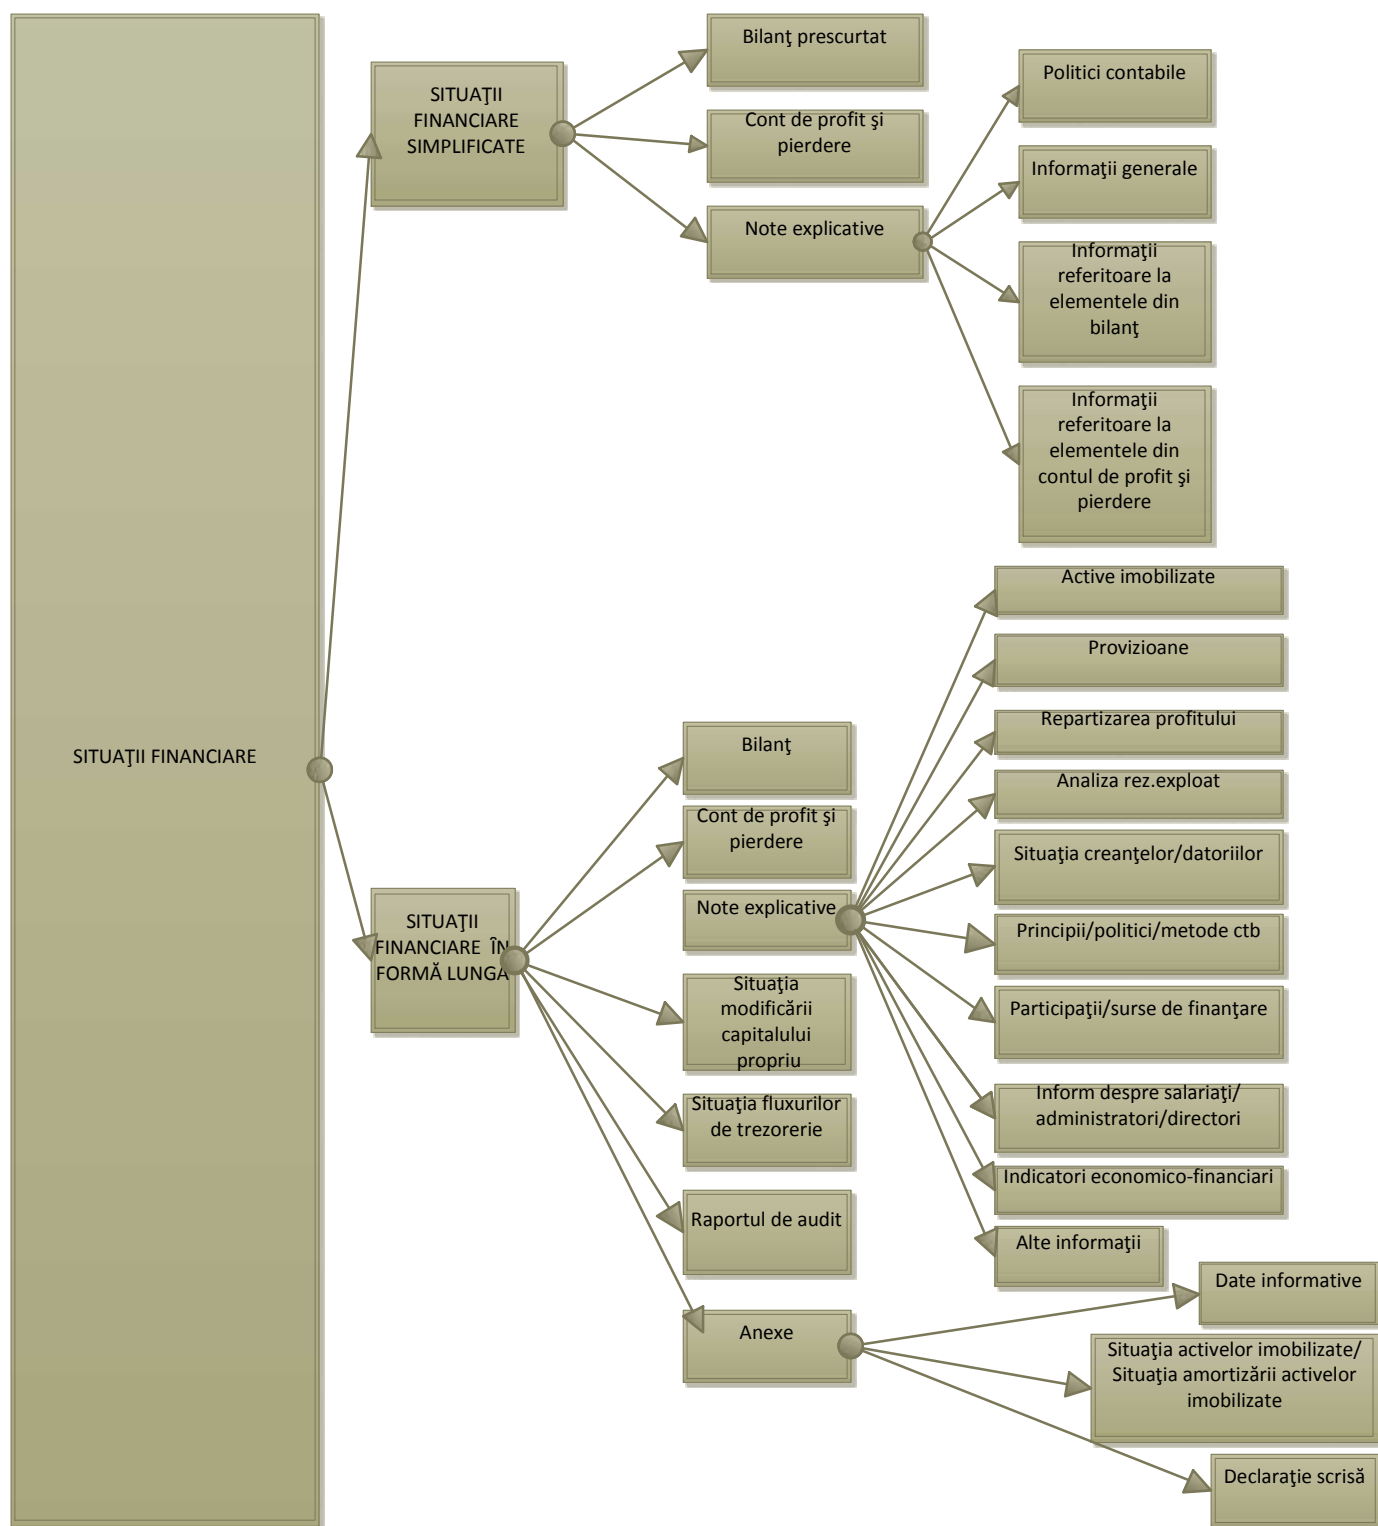 SITUAŢII FINANCIARE
SITUAŢII
FINANCIARE
SIMPLIFICATE
Bilanţ prescurtat
Cont de profit şi
pierdere
Note explicative
Politici contabile
Informaţii generale
Informaţii
referitoare la
elementele din
bilanţ
Informaţii
referitoare la
elementele din
contul de profit şi
pierdere
SITUAŢII
FINANCIARE ÎN
FORMĂ LUNGĂ
Bilanţ
Cont de profit şi
pierdere
Note explicative
Situaţia
modificării
capitalului
propriu
Situaţia fluxurilor
de trezorerie
Raportul de audit
Anexe
Active imobilizate
Provizioane
Repartizarea profitului
Analiza rez.exploat
Situaţia creanţelor/datoriilor
Principii/politici/metode ctb
Participaţii/surse de finanţare
Inform despre salariaţi/
administratori/directori
Indicatori economico-financiari
Alte informaţii
Date informative
Situaţia activelor imobilizate/
Situaţia amortizării activelor
imobilizate
Declaraţie scrisă